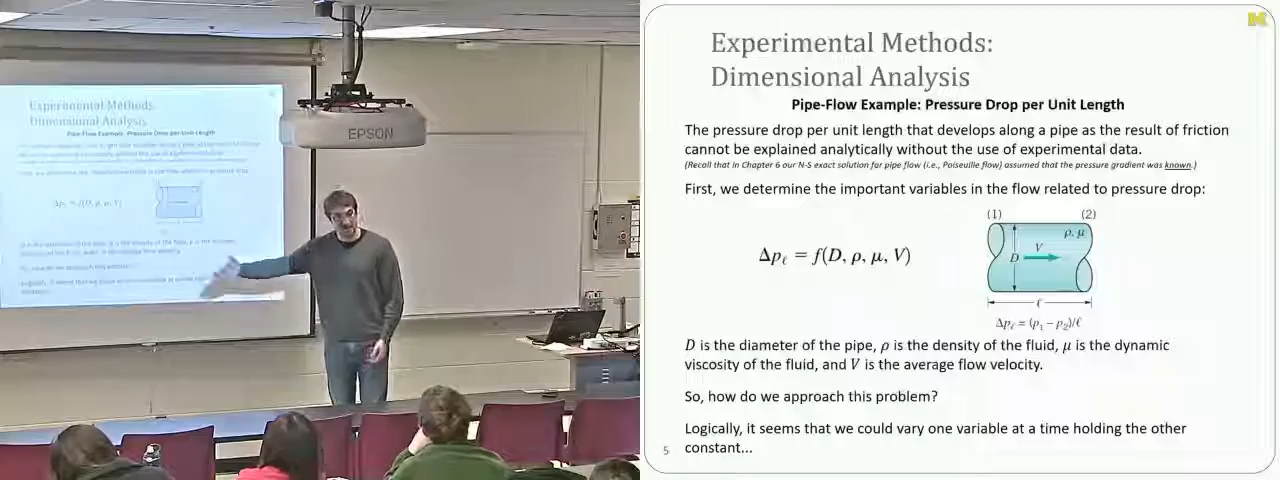 Experimental Methods:
Dimensional Analysis
Pipe-Flow Example: Pressure Drop per Unit Length
Δpℓ = f(D, ρ, μ, V)
EPSON
Experimental Methods:
Dimensional Analysis
Pipe-Flow Example: Pressure Drop per Unit Length
The pressure drop per unit length that develops along a pipe as the result of friction
cannot be explained analytically without the use of experimental data.
(Recall that in Chapter 6 our N-S exact solution for pipe flow (i.e., Poiseuille flow) assumed that the pressure gradient was known.)
First, we determine the important variables in the flow related to pressure drop:
(1) (2)
ρ, μ
V
D
ℓ
Δpℓ = f(D, ρ, μ, V)
Δpℓ = (p₁ − p₂)/ℓ
D is the diameter of the pipe, ρ is the density of the fluid, μ is the dynamic
viscosity of the fluid, and V is the average flow velocity.
So, how do we approach this problem?
Logically, it seems that we could vary one variable at a time holding the other
constant...
5
M